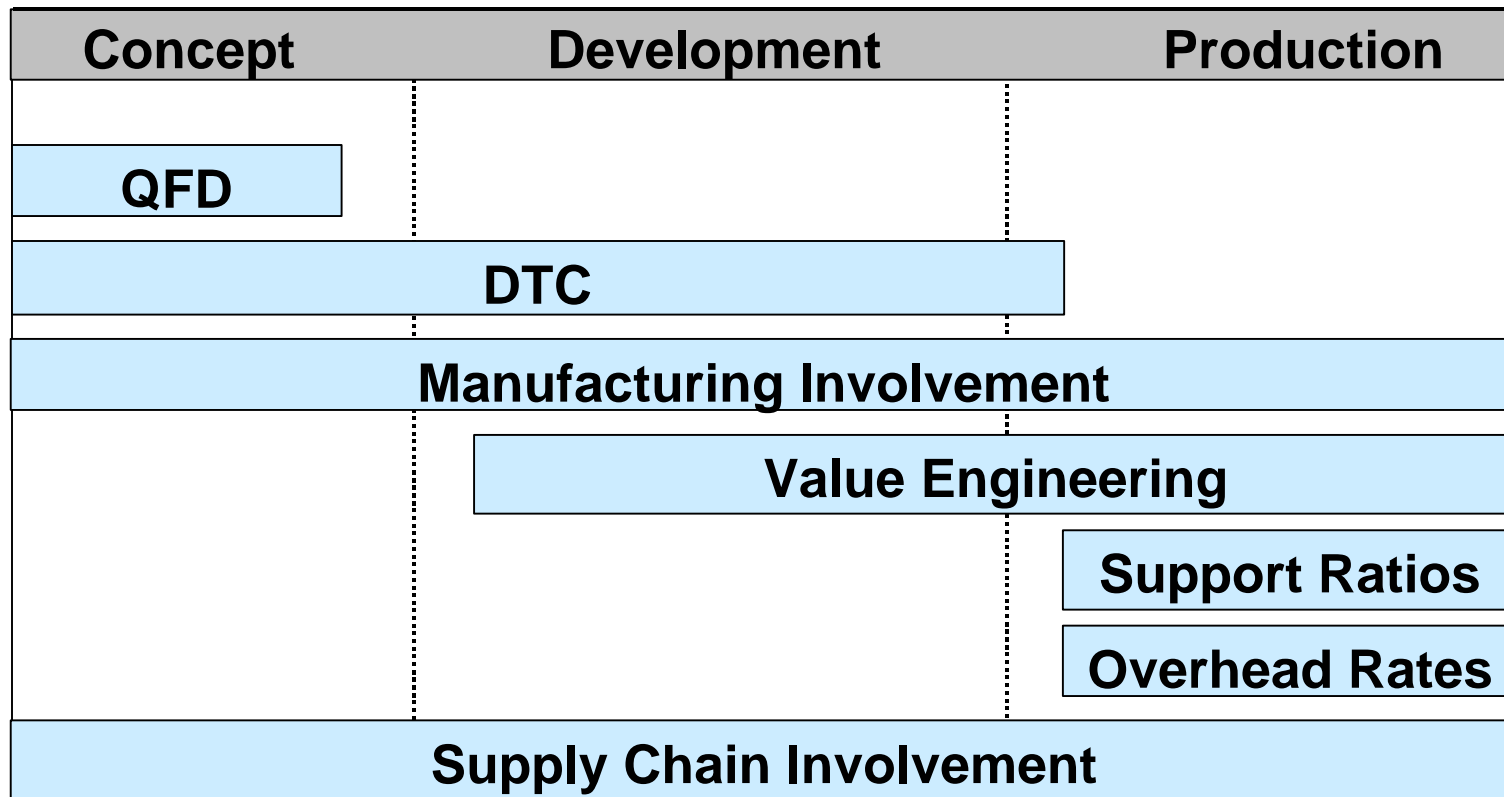 Concept Development Production
QFD
DTC
Manufacturing Involvement
Value Engineering
Support Ratios
Overhead Rates
Supply Chain Involvement